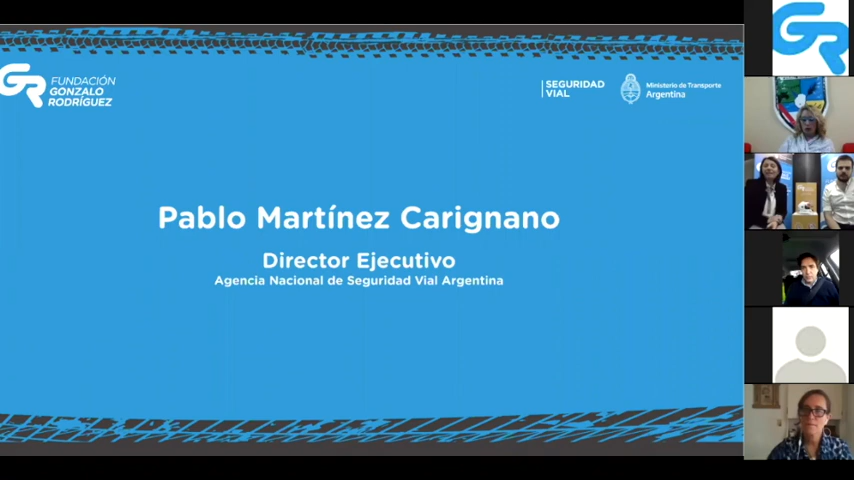 FUNDACIÓN
GONZALO
RODRÍGUEZ
SEGURIDAD
VIAL
Ministerio de Transporte
Argentina
Pablo Martínez Carignano
Director Ejecutivo
Agencia Nacional de Seguridad Vial Argentina
GR